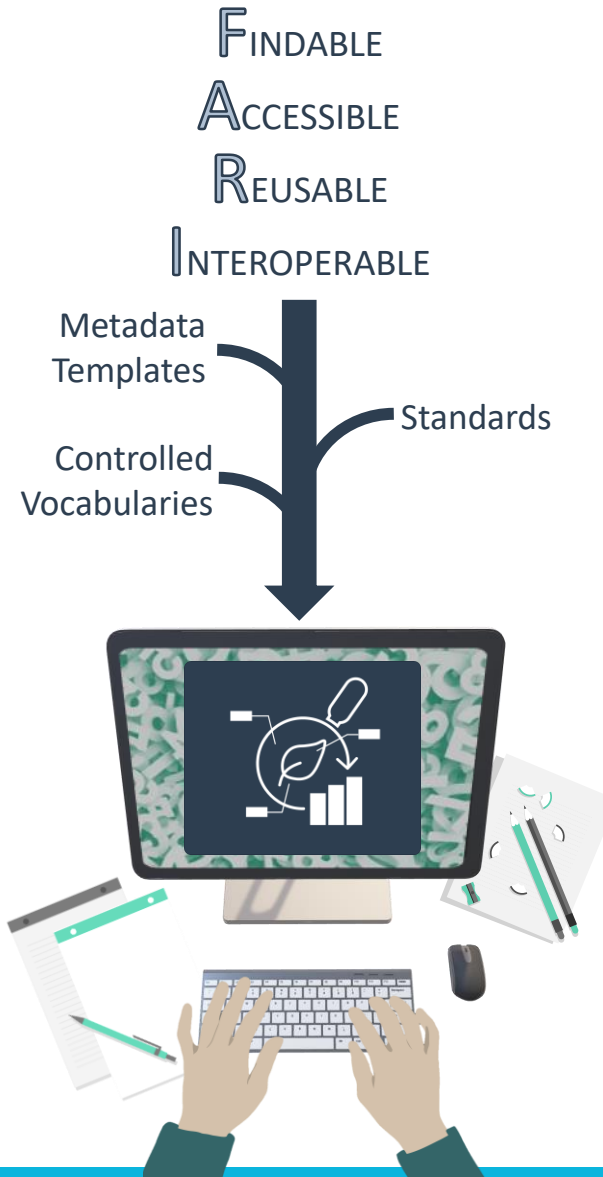 FINDABLE
ACCESSIBLE
REUSABLE
INTEROPERABLE
Metadata
Templates
Standards
Controlled
Vocabularies